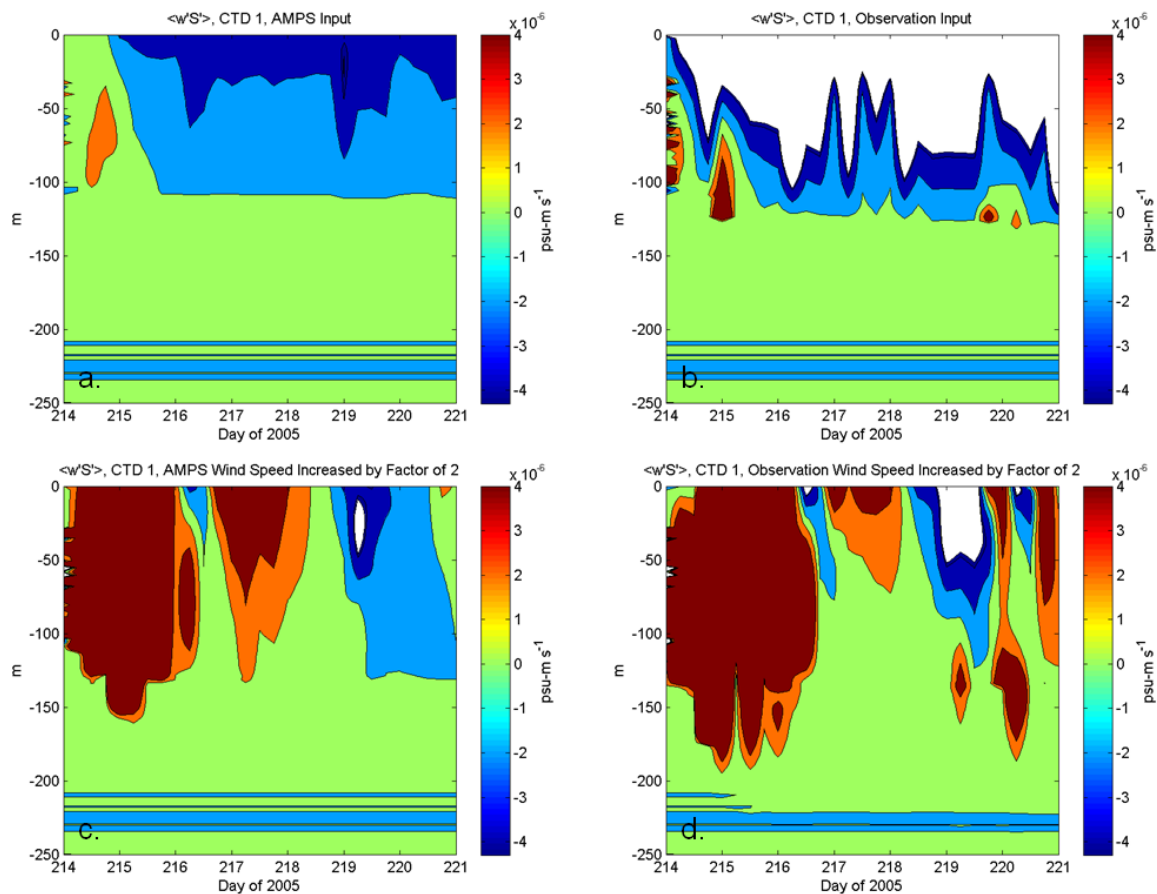 <w'S'>, CTD 1, AMPS Input
x 10^-6
0
-50
-100
-150
-200
-250
m
214 215 216 217 218 219 220 221
Day of 2005
4
3
2
1
0
-1
-2
-3
-4
psu-m s^-1
a.
<w'S'>, CTD 1, Observation Input
x 10^-6
0
-50
-100
-150
-200
-250
m
214 215 216 217 218 219 220 221
Day of 2005
4
3
2
1
0
-1
-2
-3
-4
psu-m s^-1
b.
<w'S'>, CTD 1, AMPS Wind Speed Increased by Factor of 2
x 10^-6
0
-50
-100
-150
-200
-250
m
214 215 216 217 218 219 220 221
Day of 2005
4
3
2
1
0
-1
-2
-3
-4
psu-m s^-1
c.
<w'S'>, CTD 1, Observation Wind Speed Increased by Factor of 2
x 10^-6
0
-50
-100
-150
-200
-250
m
214 215 216 217 218 219 220 221
Day of 2005
4
3
2
1
0
-1
-2
-3
-4
psu-m s^-1
d.